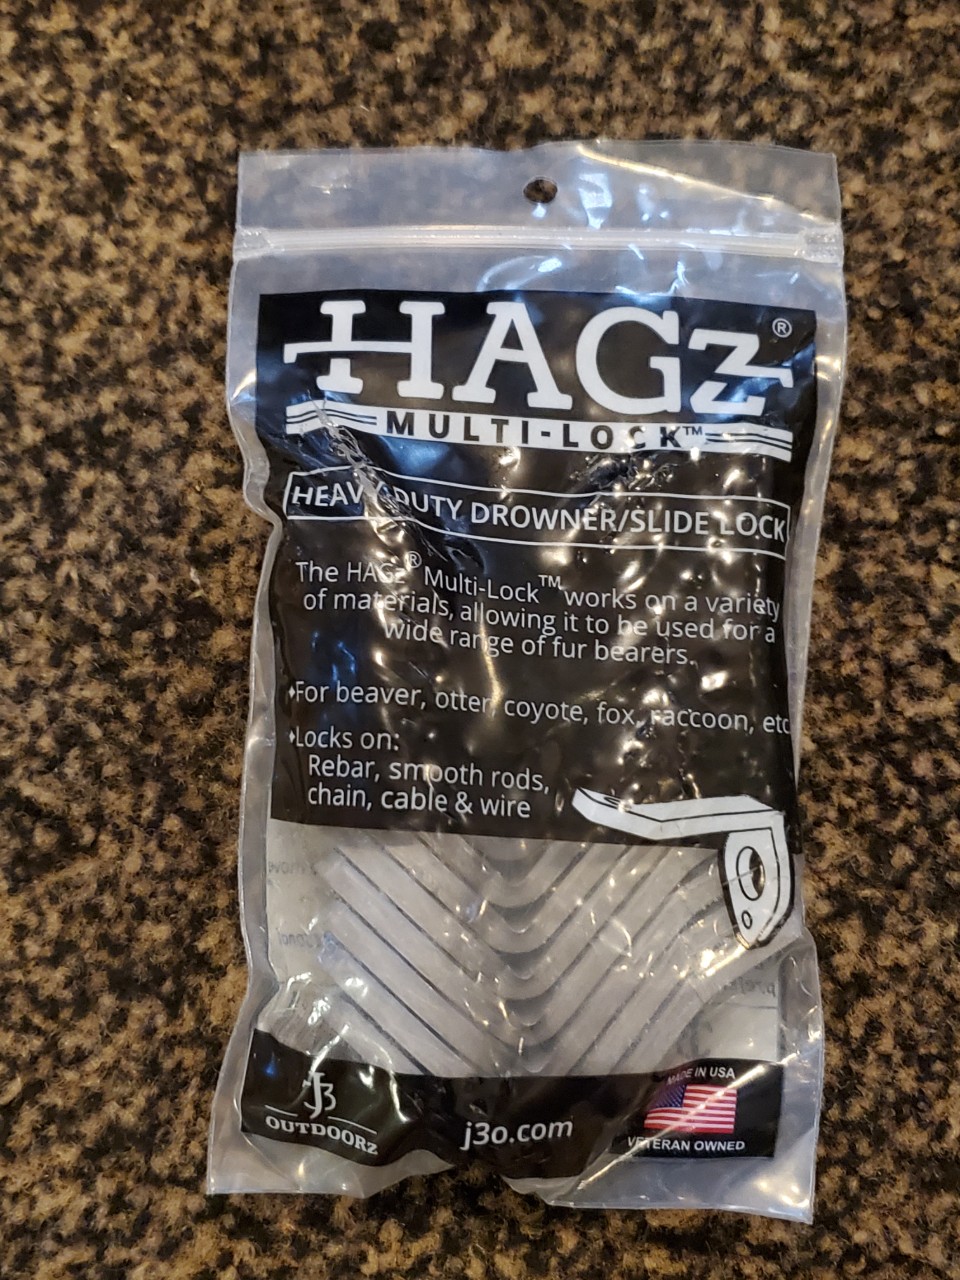 HAGz®
MULTI-LOCK™
HEAVY DUTY DROWNER/SLIDE LOCK
The HAGz® Multi-Lock™ works on a variety
of materials, allowing it to be used for a
wide range of fur bearers.
♦For beaver, otter, coyote, fox, raccoon, etc
♦Locks on:
Rebar, smooth rods,
chain, cable & wire
J3
OUTDOORz
j3o.com
MADE IN USA
VETERAN OWNED